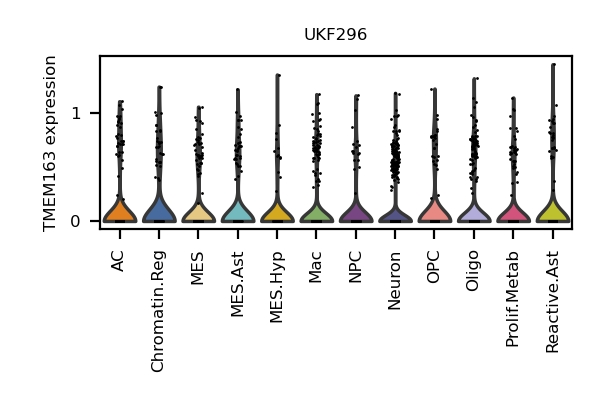 UKF296
TMEM163 expression
1
0
AC
Chromatin.Reg
MES
MES.Ast
MES.Hyp
Mac
NPC
Neuron
OPC
Oligo
Prolif.Metab
Reactive.Ast